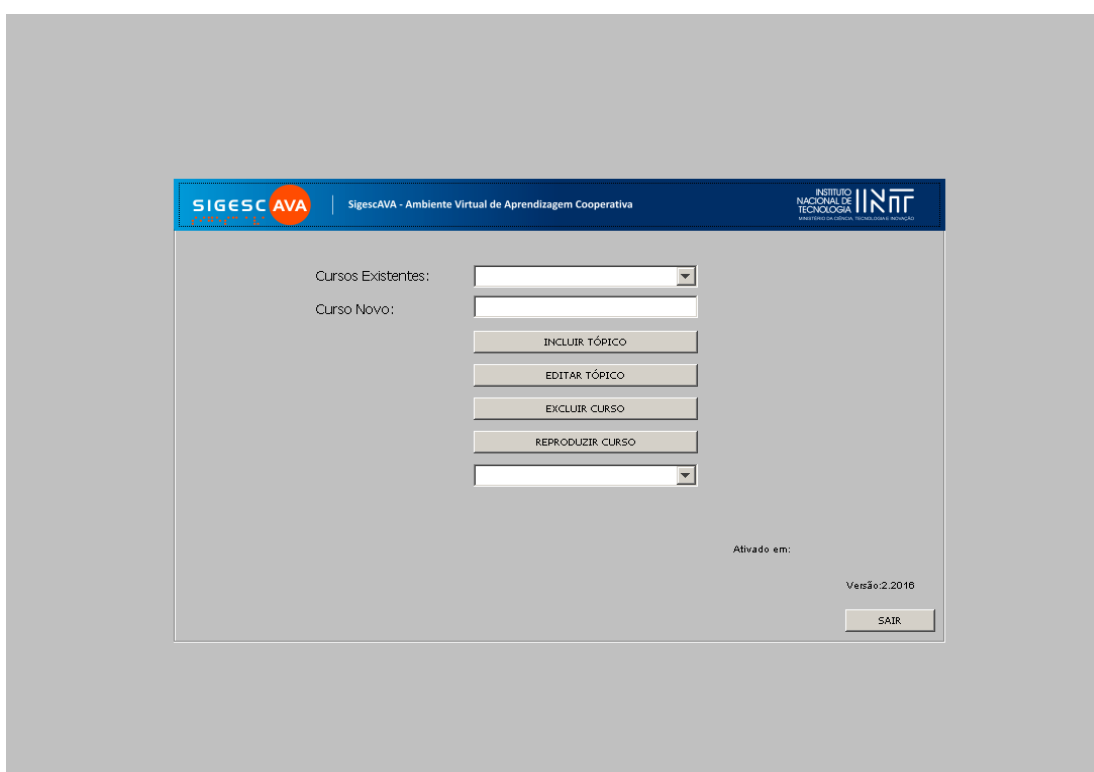 SIGESC AVA
SigescAVA - Ambiente Virtual de Aprendizagem Cooperativa
INSTITUTO
NACIONAL DE
TECNOLOGIA
INT
MINISTÉRIO DA CIÊNCIA, TECNOLOGIA E INOVAÇÃO
Cursos Existentes:
Curso Novo:
INCLUIR TÓPICO
EDITAR TÓPICO
EXCLUIR CURSO
REPRODUZIR CURSO
Ativado em:
Versão:2.2016
SAIR